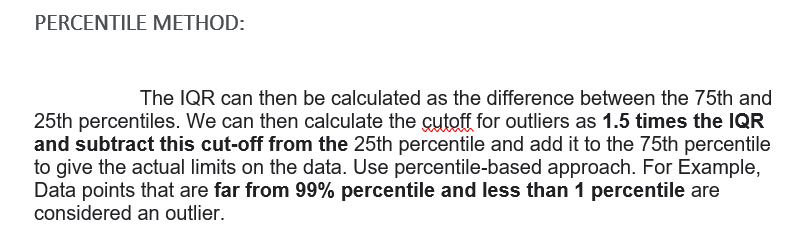 PERCENTILE METHOD:
The IQR can then be calculated as the difference between the 75th and
25th percentiles. We can then calculate the cutoff for outliers as 1.5 times the IQR
and subtract this cut-off from the 25th percentile and add it to the 75th percentile
to give the actual limits on the data. Use percentile-based approach. For Example,
Data points that are far from 99% percentile and less than 1 percentile are
considered an outlier.